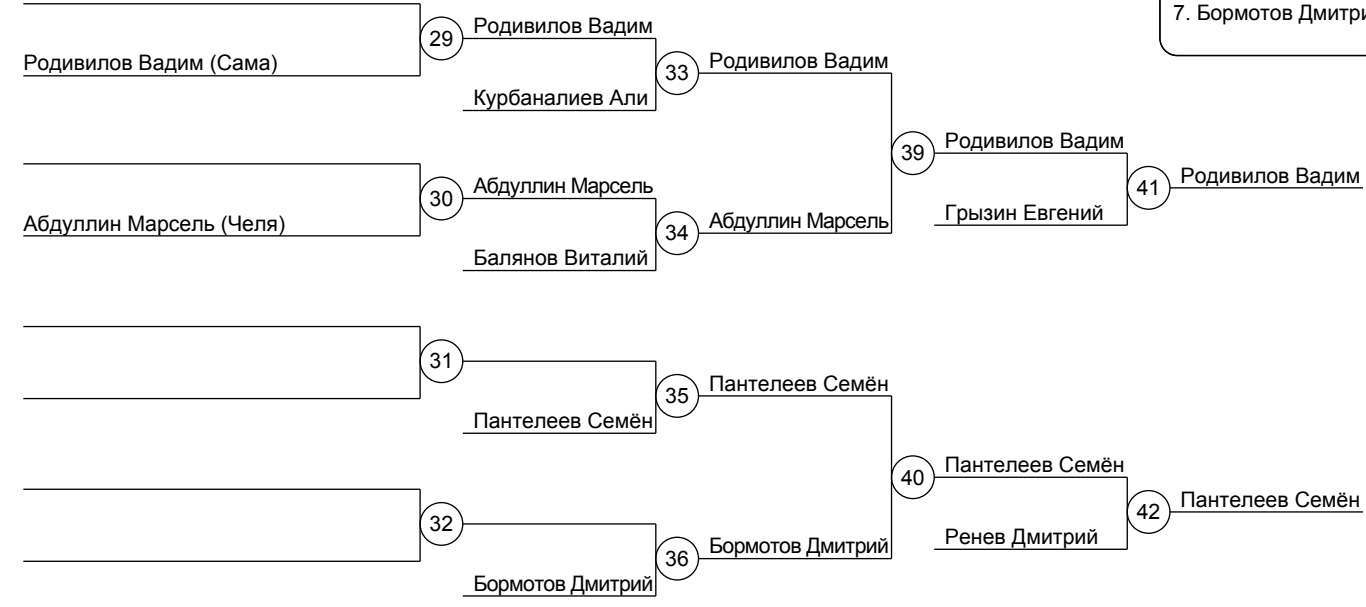 7. Бормотов Дмитри
29
Родивилов Вадим
Родивилов Вадим (Сама)
33
Родивилов Вадим
Курбаналиев Али
39
Родивилов Вадим
30
Абдуллин Марсель
41
Родивилов Вадим
Абдуллин Марсель (Челя)
34
Абдуллин Марсель
Грызин Евгений
Балянов Виталий
31
35
Пантелеев Семён
Пантелеев Семён
40
Пантелеев Семён
32
42
Пантелеев Семён
36
Бормотов Дмитрий
Ренев Дмитрий
Бормотов Дмитрий